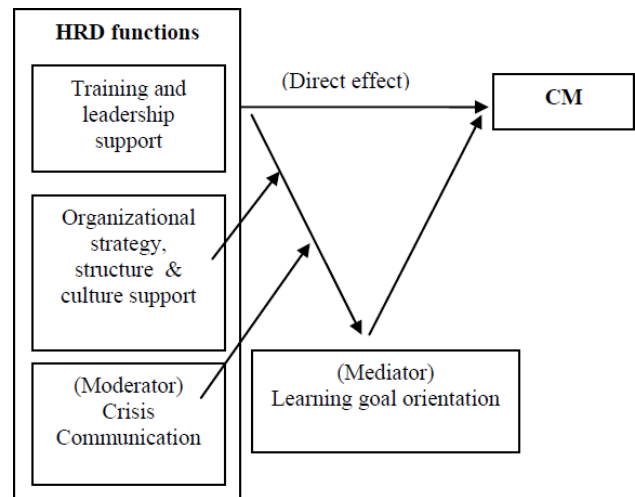 HRD functions
Training and
leadership
support
(Direct effect)
CM
Organizational
strategy,
structure &
culture support
(Moderator)
Crisis
Communication
(Mediator)
Learning goal orientation